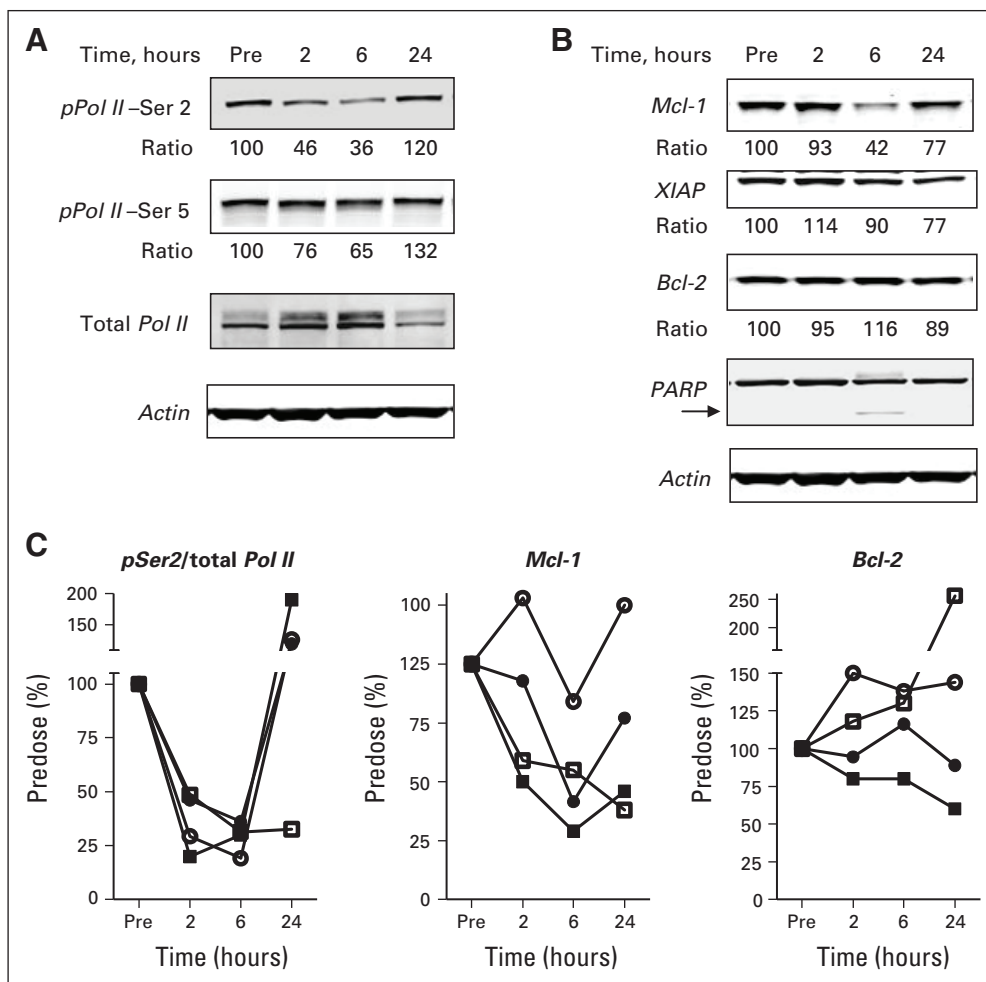 A
Time, hours Pre 2 6 24
pPol II –Ser 2
Ratio 100 46 36 120
pPol II –Ser 5
Ratio 100 76 65 132
Total Pol II
Actin
B
Time, hours Pre 2 6 24
Mcl-1
Ratio 100 93 42 77
XIAP
Ratio 100 114 90 77
Bcl-2
Ratio 100 95 116 89
PARP
Actin
C
pSer2/total Pol II
200
150
100
75
50
25
0
Predose (%)
Pre 2 6 24
Time (hours)
Mcl-1
100
125
75
50
25
0
Predose (%)
Pre 2 6 24
Time (hours)
Bcl-2
250
200
150
125
100
75
50
25
0
Predose (%)
Pre 2 6 24
Time (hours)